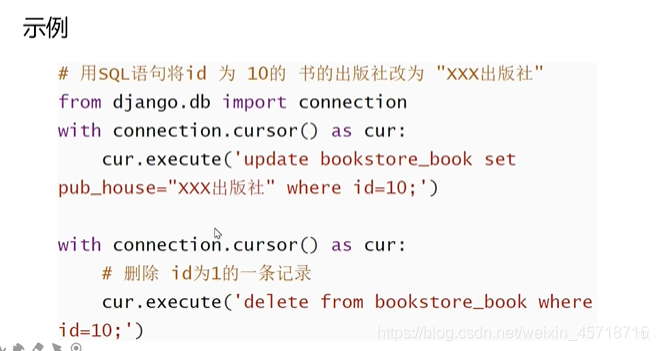 示例
# 用SQL语句将id 为 10的 书的出版社改为 "XXX出版社"
from django.db import connection
with connection.cursor() as cur:
    cur.execute('update bookstore_book set
pub_house="XXX出版社" where id=10;')
with connection.cursor() as cur:
    # 删除 id为1的一条记录
    cur.execute('delete from bookstore_book where
id=10;')
https://blog.csdn.net/weixin_45718715